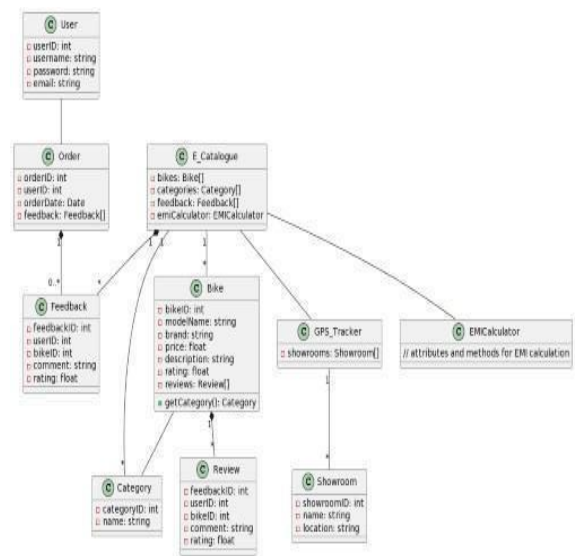 C User
userID: int
username: string
password: string
email: string
C Order
orderID: int
userID: int
orderDate: Date
feedback: Feedback[]
C E_Catalogue
bikes: Bike[]
categories: Category[]
feedback: Feedback[]
emiCalculator: EMICalculator
1
1
1
1
0..*
*
*
C Feedback
feedbackID: int
userID: int
bikeID: int
comment: string
rating: float
C Bike
bikeID: int
modelName: string
brand: string
price: float
description: string
rating: float
reviews: Review[]
getCategory(): Category
C GPS_Tracker
showrooms: Showroom[]
C EMICalculator
// attributes and methods for EMI calculation
1
1
*
*
*
C Category
categoryID: int
name: string
C Review
feedbackID: int
userID: int
bikeID: int
comment: string
rating: float
C Showroom
showroomID: int
name: string
location: string